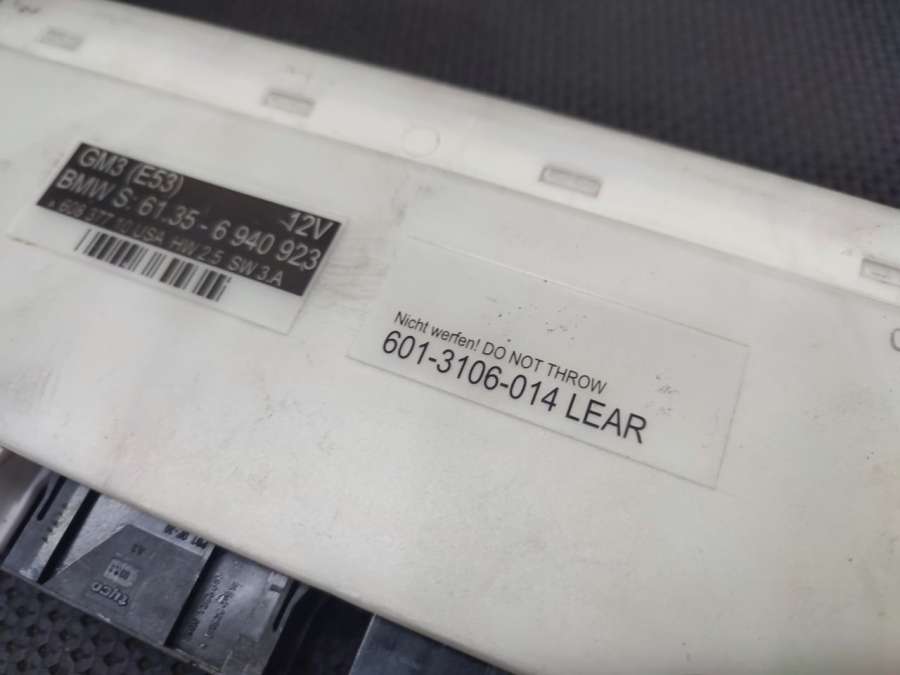 GM3 (E53)
12V
BMW S: 61.35 - 6 940 923
USA HW 2.5 SW 3.A
Nicht werfen! DO NOT THROW
601-3106-014 LEAR
tyco